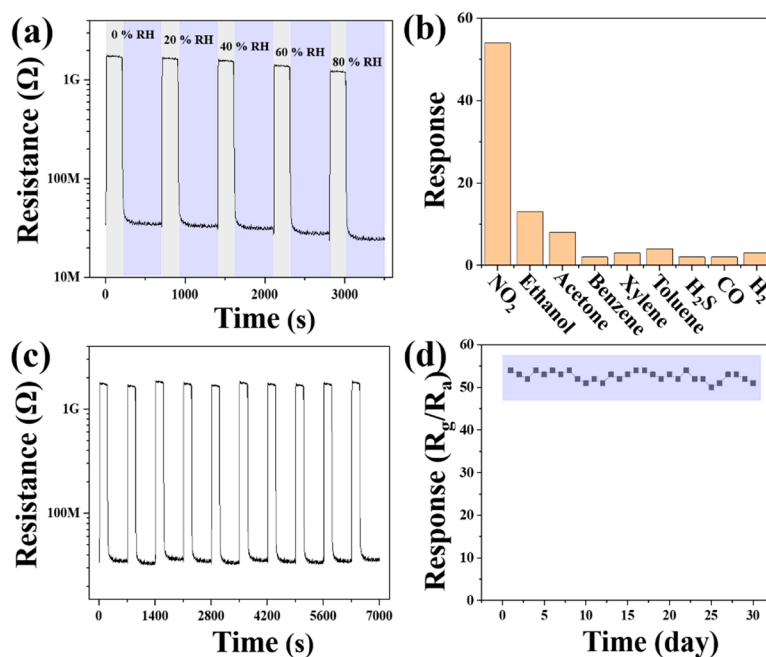 (a)
0 % RH
20 % RH
40 % RH
60 % RH
80 % RH
1G
100M
10M
Resistance (Ω)
0
1000
2000
3000
Time (s)
(b)
60
40
20
0
Response
NO2
Ethanol
Acetone
Benzene
Xylene
Toluene
H2S
CO
H2
(c)
1G
100M
Resistance (Ω)
0
1400
2800
4200
5600
7000
Time (s)
(d)
60
50
40
30
20
10
0
Response (Rg/Ra)
0
5
10
15
20
25
30
Time (day)